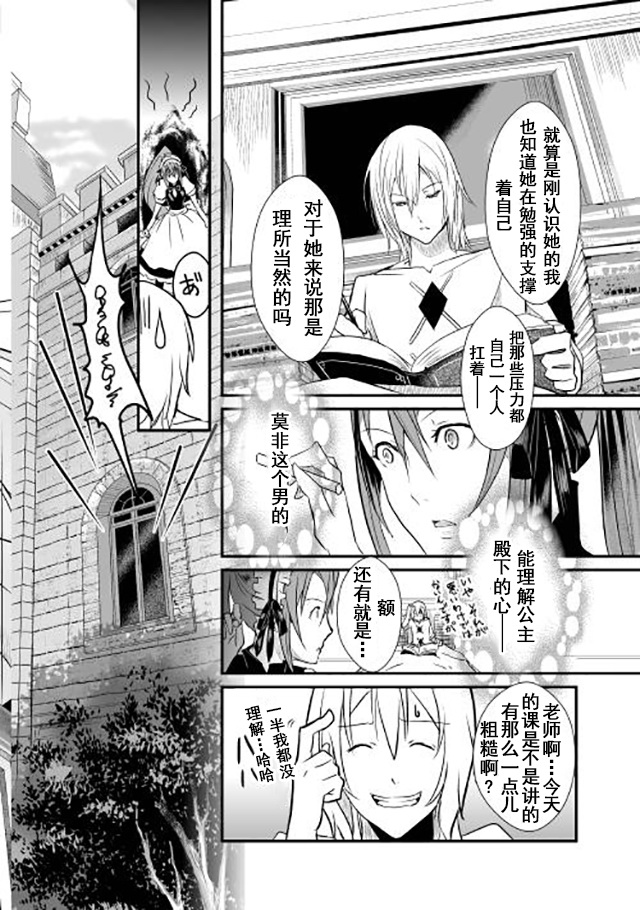 就算是刚认识她的我
也知道她在勉强的支撑
着自己
把那些压力都
自己一个人
扛着——
对于她来说那是
理所当然的吗
莫非这个男的，
能理解公主
殿下的心——
额
还有就是…
老师啊…今天
的课是不是讲的
有那么一点儿
粗糙啊？
一半我都没
理解…哈哈
あ゛